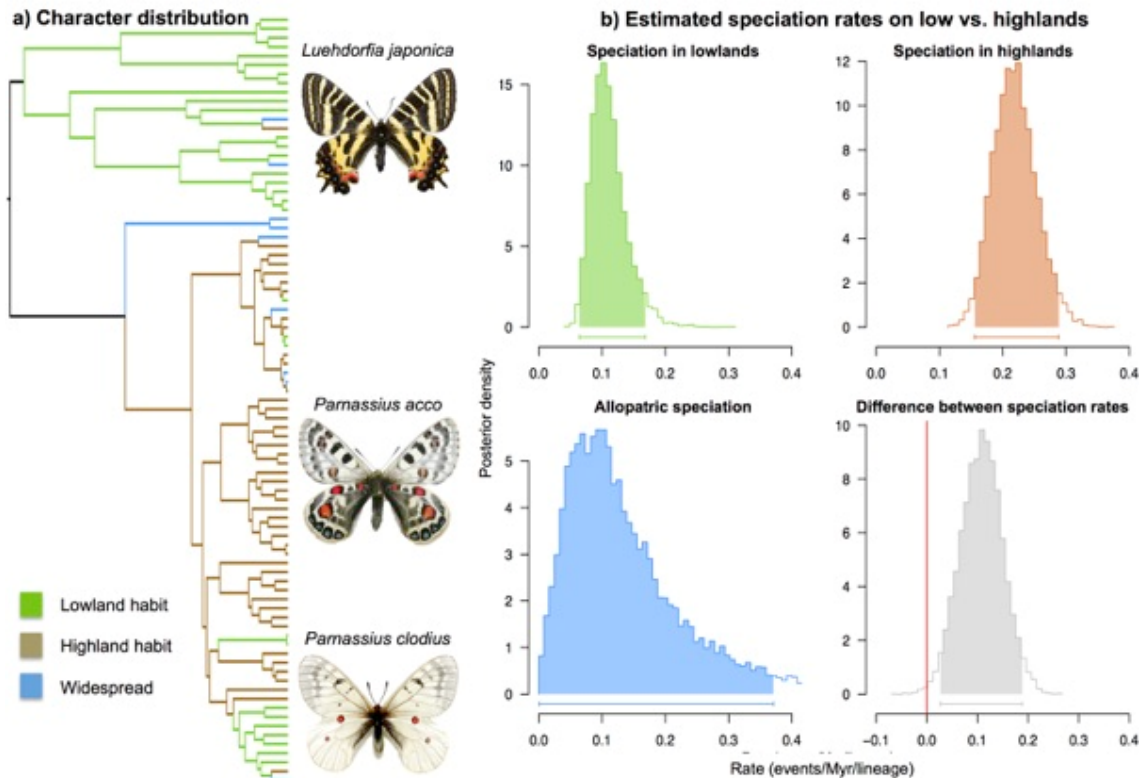 a) Character distribution
Luehdorfia japonica
Parnassius acco
Parnassius clodius
Lowland habit
Highland habit
Widespread
b) Estimated speciation rates on low vs. highlands
Speciation in lowlands
15
10
5
0
0.0 0.1 0.2 0.3 0.4
Speciation in highlands
12
10
8
6
4
2
0
0.0 0.1 0.2 0.3 0.4
Posterior density
Allopatric speciation
5
4
3
2
1
0
0.0 0.1 0.2 0.3 0.4
Difference between speciation rates
10
8
6
4
2
0
−0.1 0.0 0.1 0.2 0.3 0.4
Rate (events/Myr/lineage)